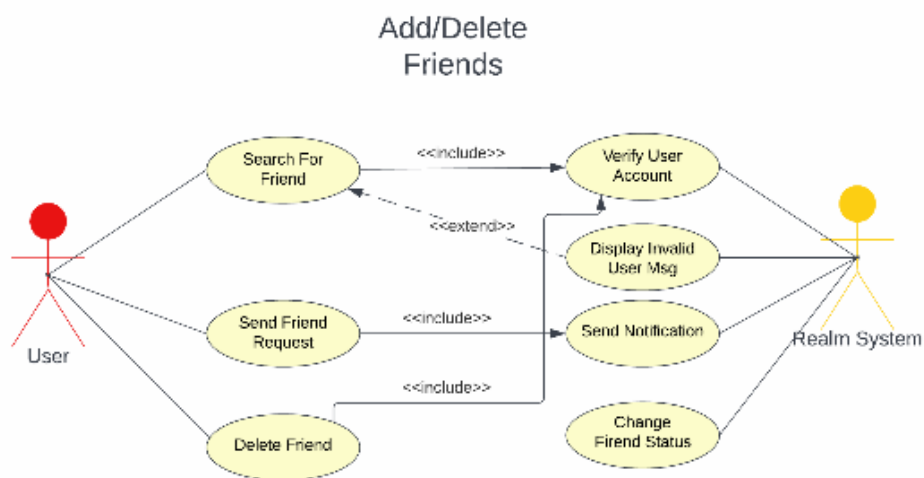 Add/Delete
Friends
Search For
Friend
<<include>>
Verify User
Account
<<extend>>
Display Invalid
User Msg
Send Friend
Request
<<include>>
Send Notification
User
Realm System
<<include>>
Delete Friend
Change
Firend Status